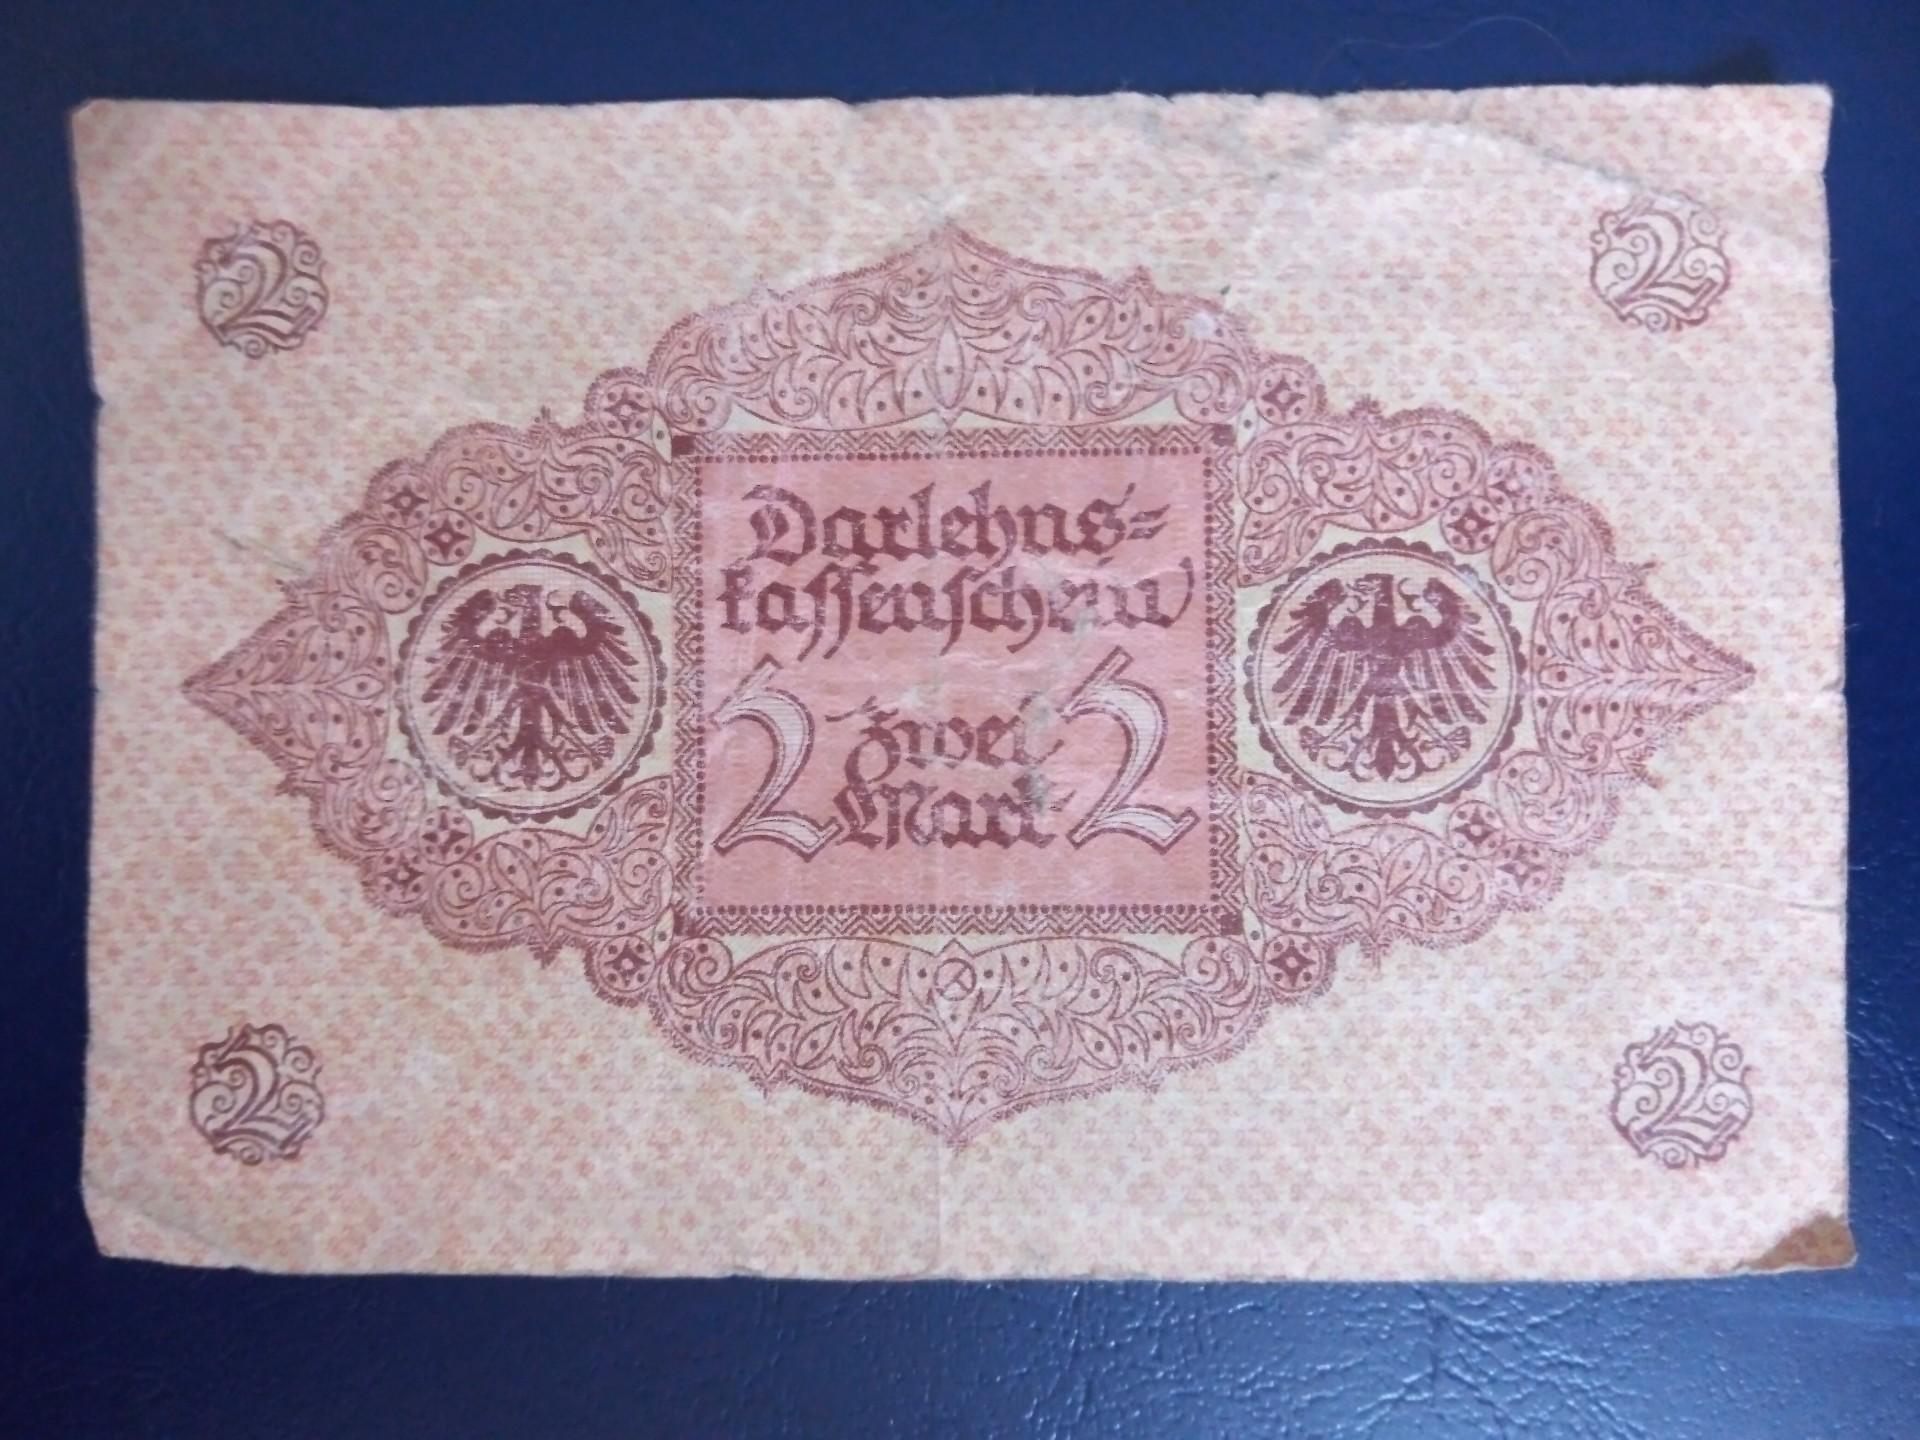 2 2
Darlehns=
kassenschein
2 zwei 2
Mark
2 2